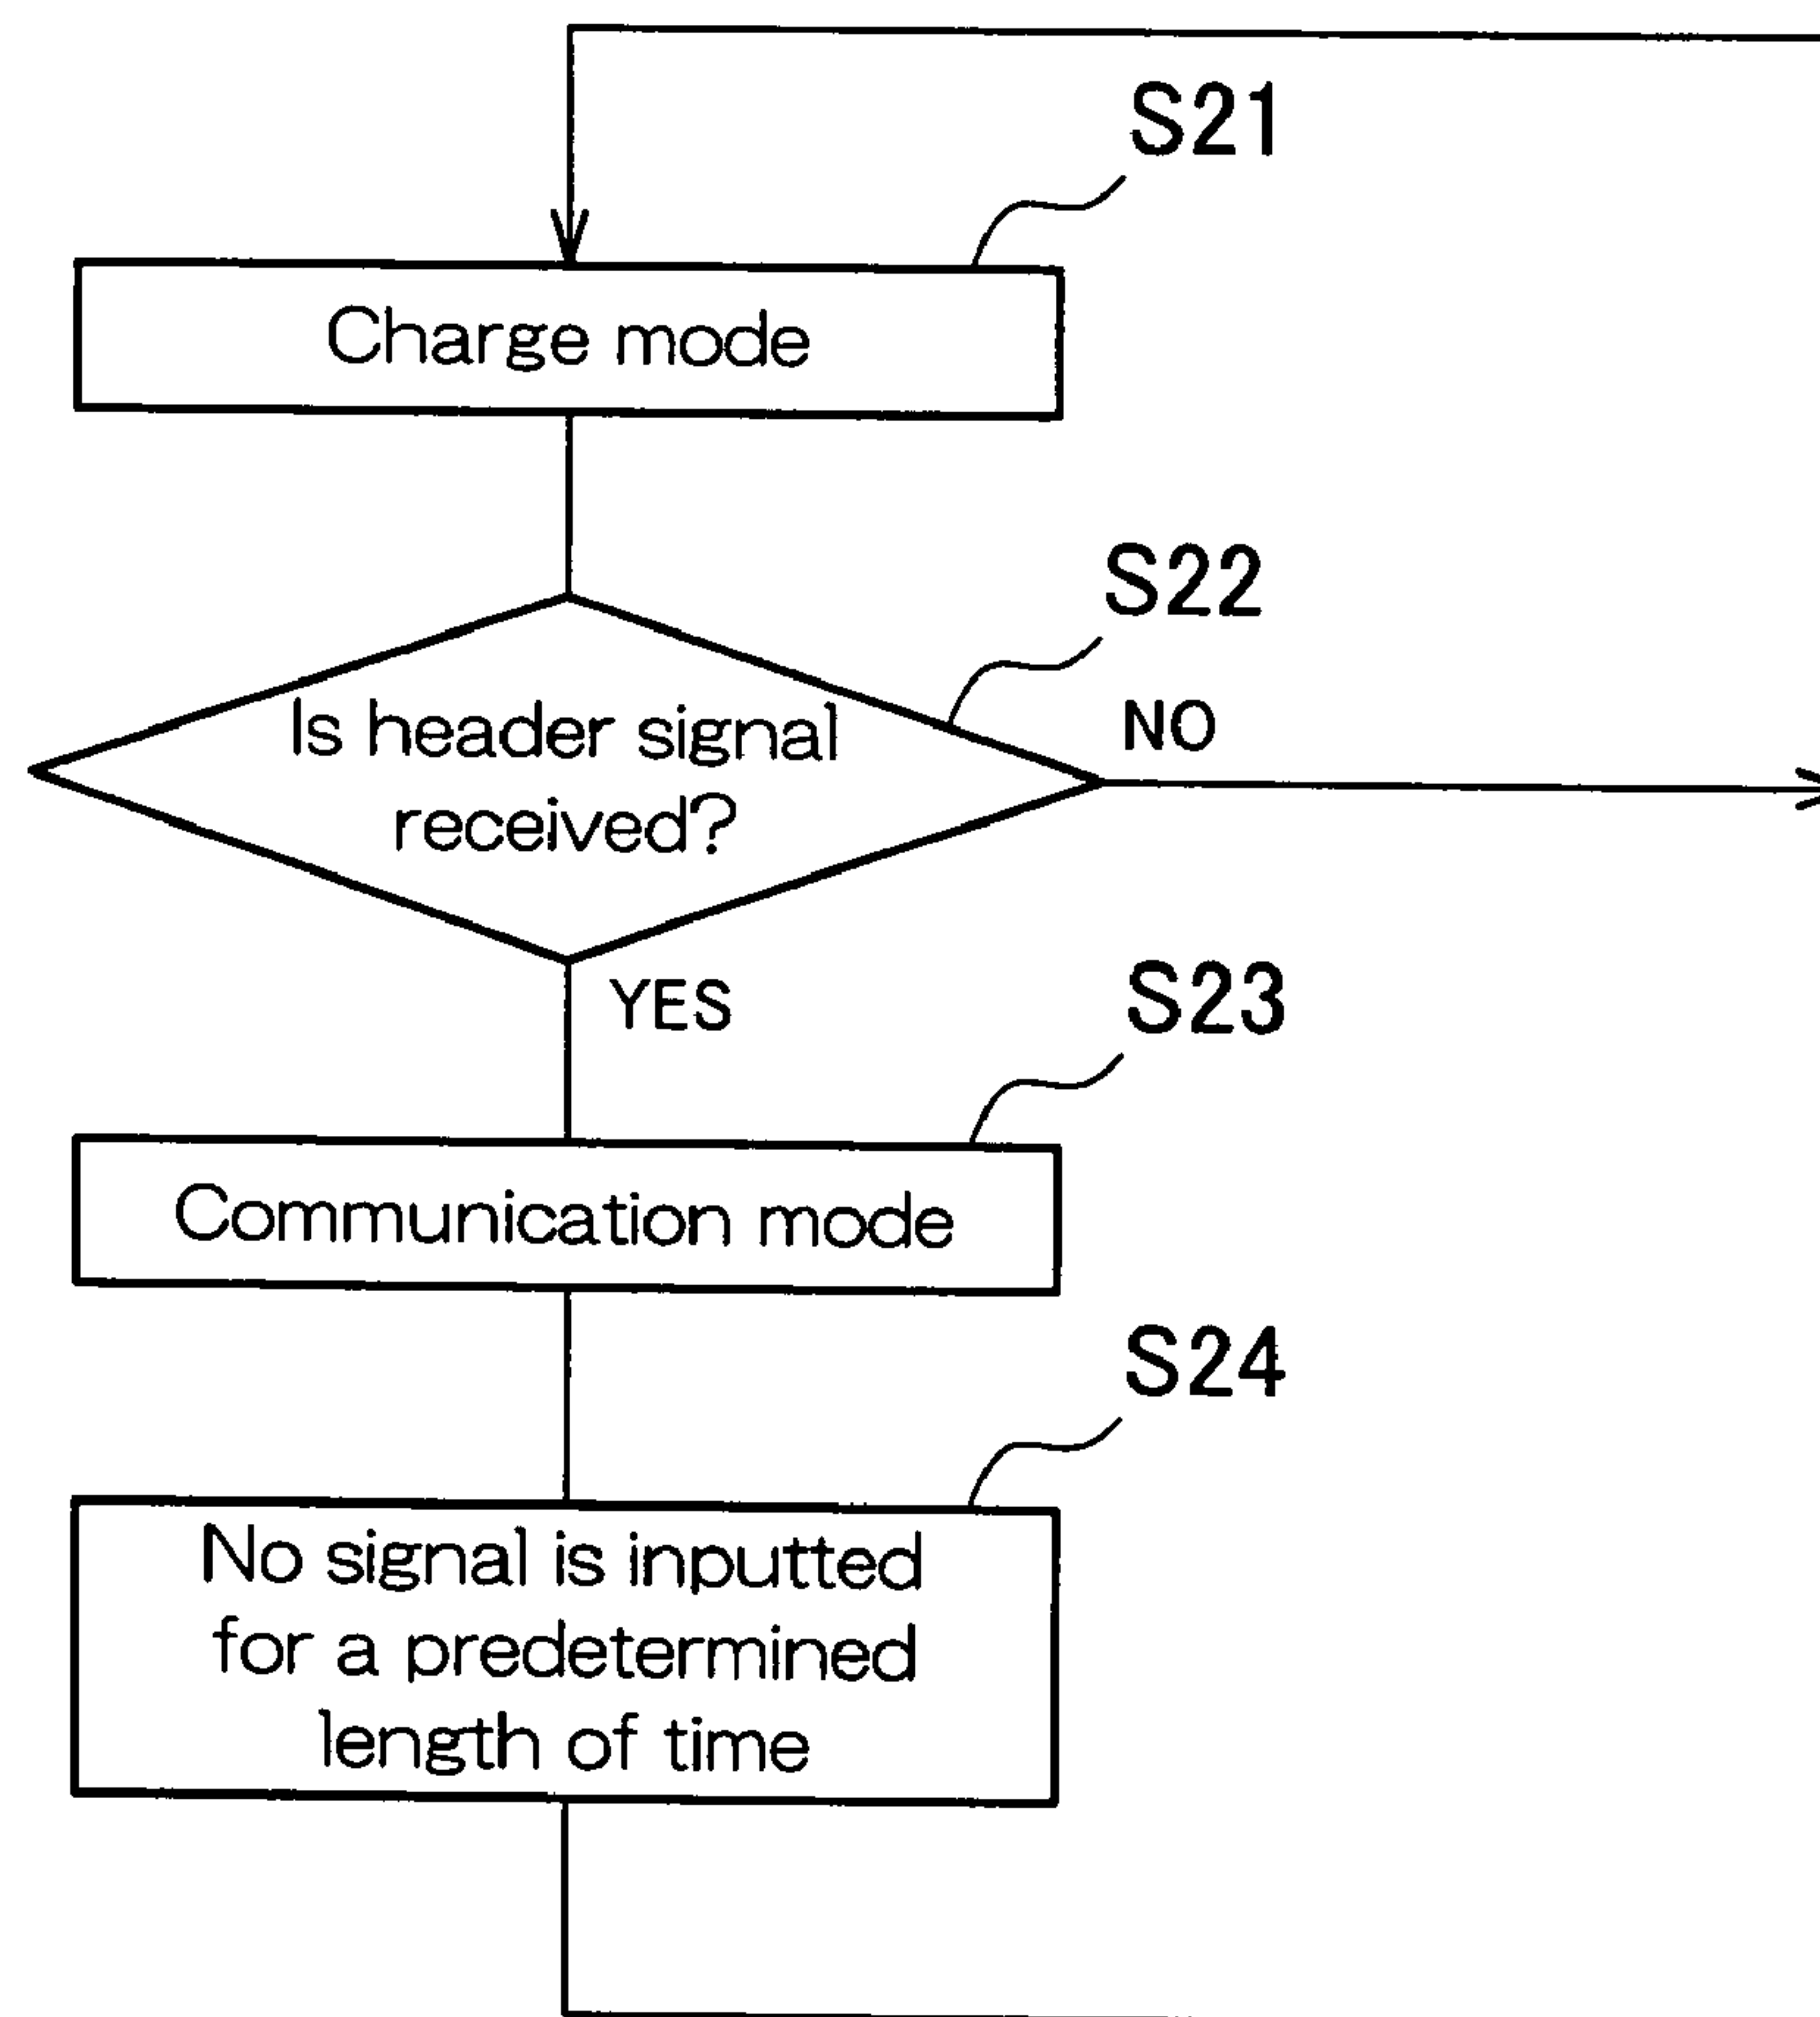 S21
Charge mode
S22
Is header signal
received?
NO
YES
S23
Communication mode
S24
No signal is inputted
for a predetermined
length of time